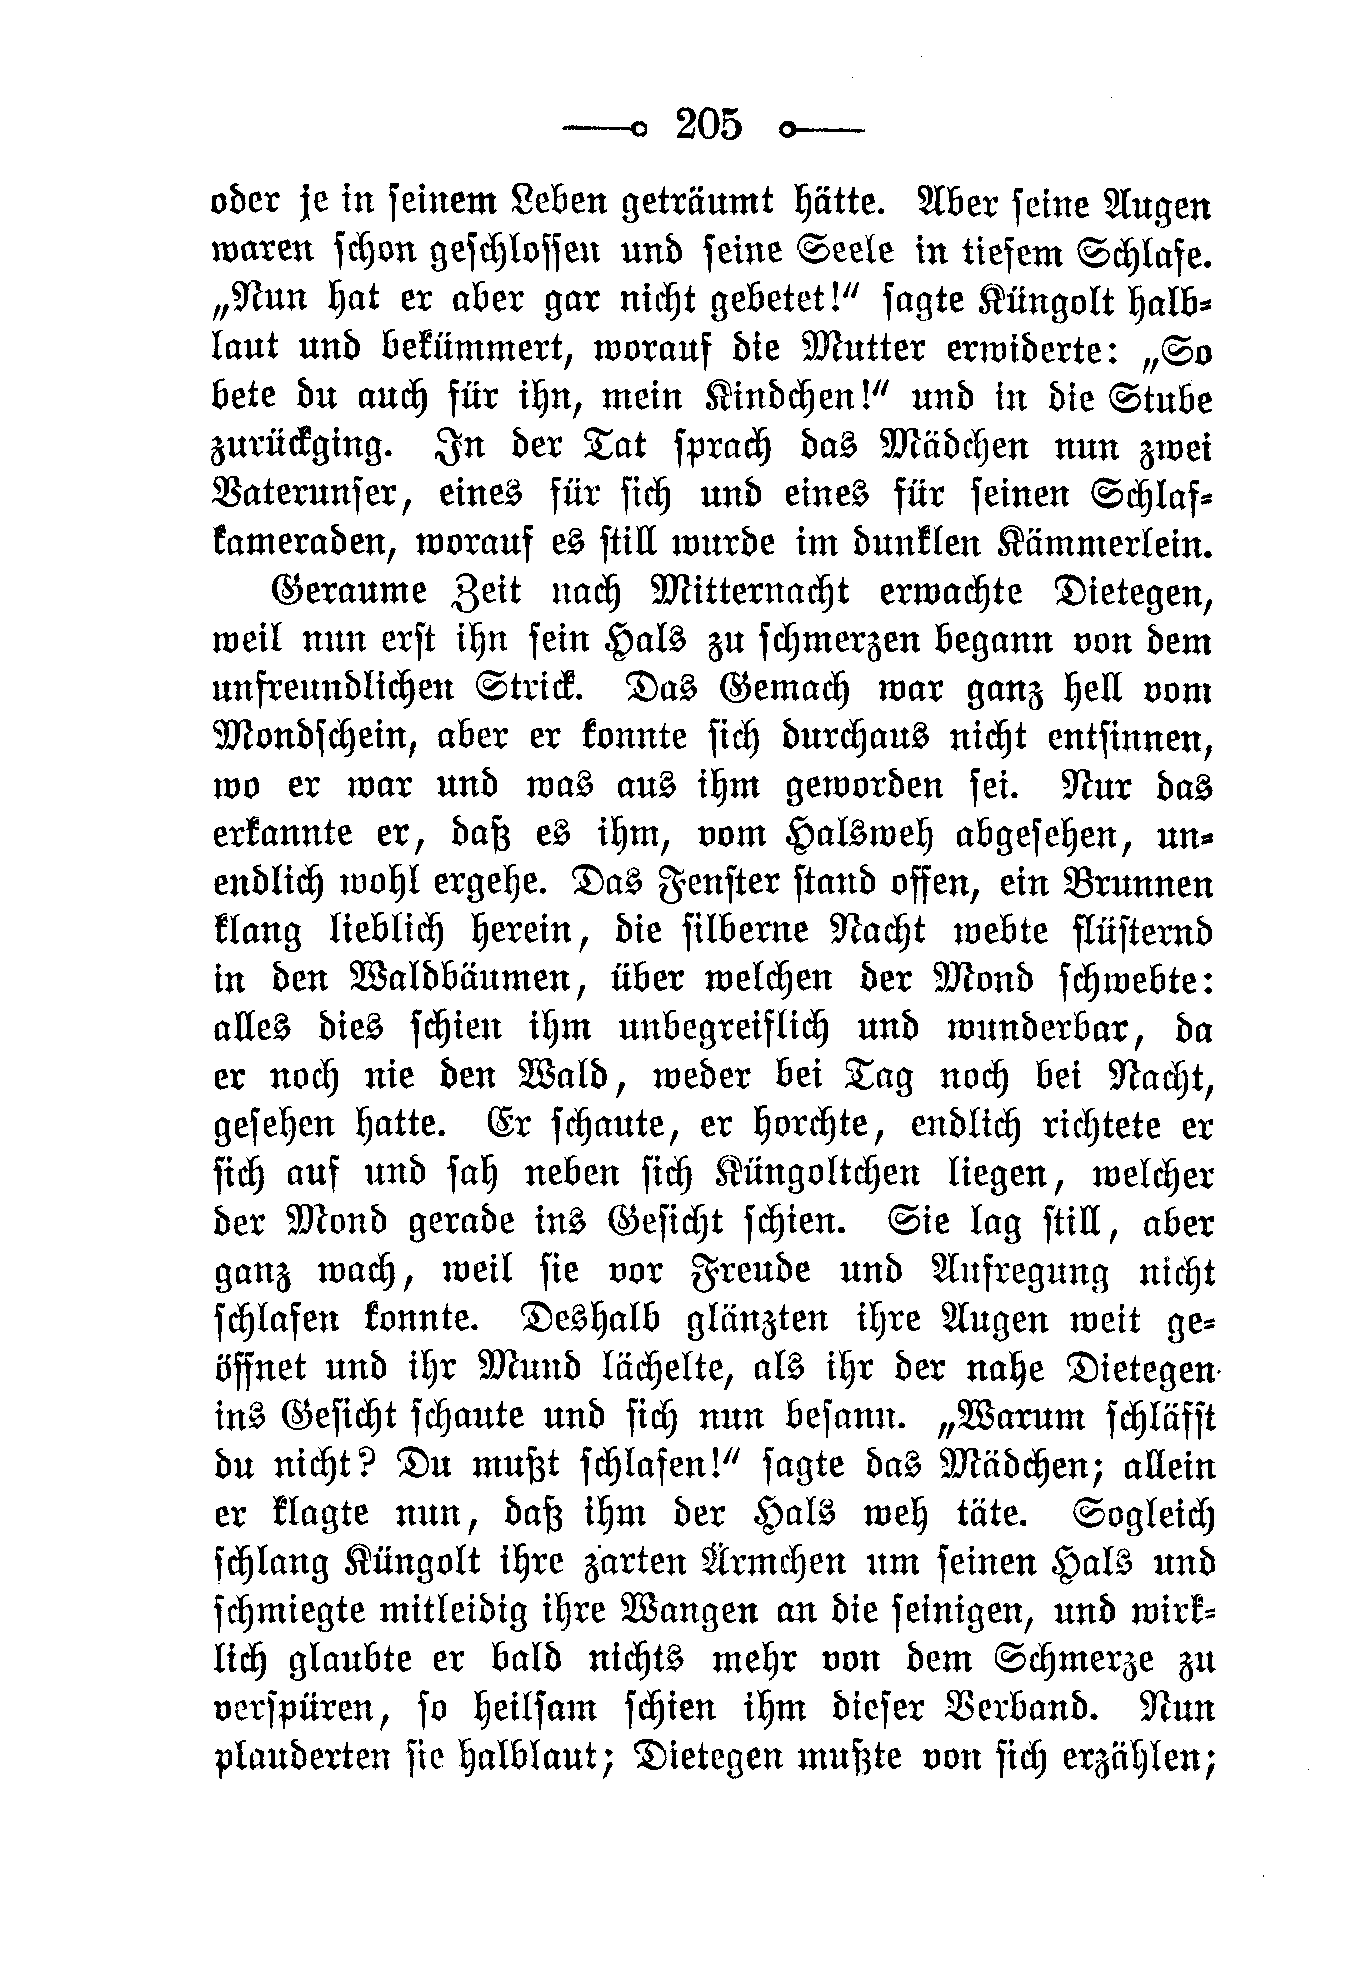 205
oder je in seinem Leben geträumt hätte. Aber seine Augen
waren schon geschlossen und seine Seele in tiefem Schlafe.
„Nun hat er aber gar nicht gebetet!“ sagte Küngolt halb-
laut und bekümmert, worauf die Mutter erwiderte: „So
bete du auch für ihn, mein Kindchen!“ und in die Stube
zurückging. In der Tat sprach das Mädchen nun zwei
Vaterunser, eines für sich und eines für seinen Schlaf-
kameraden, worauf es still wurde im dunklen Kämmerlein.
Geraume Zeit nach Mitternacht erwachte Dietegen,
weil nun erst ihn sein Hals zu schmerzen begann von dem
unfreundlichen Strick. Das Gemach war ganz hell vom
Mondschein, aber er konnte sich durchaus nicht entsinnen,
wo er war und was aus ihm geworden sei. Nur das
erkannte er, daß es ihm, vom Halsweh abgesehen, un-
endlich wohl ergehe. Das Fenster stand offen, ein Brunnen
klang lieblich herein, die silberne Nacht webte flüsternd
in den Waldbäumen, über welchen der Mond schwebte:
alles dies schien ihm unbegreiflich und wunderbar, da
er noch nie den Wald, weder bei Tag noch bei Nacht,
gesehen hatte. Er schaute, er horchte, endlich richtete er
sich auf und sah neben sich Küngoltchen liegen, welcher
der Mond gerade ins Gesicht schien. Sie lag still, aber
ganz wach, weil sie vor Freude und Aufregung nicht
schlafen konnte. Deshalb glänzten ihre Augen weit ge-
öffnet und ihr Mund lächelte, als ihr der nahe Dietegen
ins Gesicht schaute und sich nun besann. „Warum schläfst
du nicht? Du mußt schlafen!“ sagte das Mädchen; allein
er klagte nun, daß ihm der Hals weh täte. Sogleich
schlang Küngolt ihre zarten Ärmchen um seinen Hals und
schmiegte mitleidig ihre Wangen an die seinigen, und wirk-
lich glaubte er bald nichts mehr von dem Schmerze zu
verspüren, so heilsam schien ihm dieser Verband. Nun
plauderten sie halblaut; Dietegen mußte von sich erzählen;